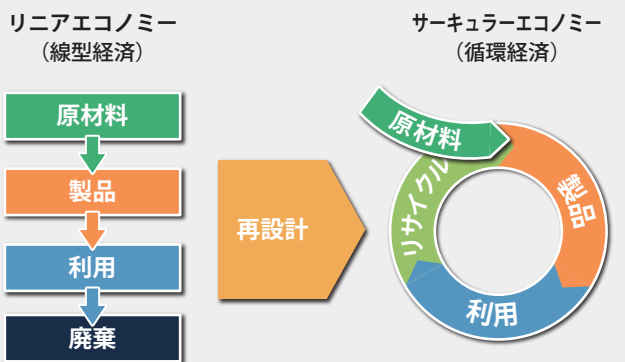 リニアエコノミー
（線型経済）
原材料
製品
利用
廃棄
再設計
サーキュラーエコノミー
（循環経済）
原材料
製品
利用
リサイクル